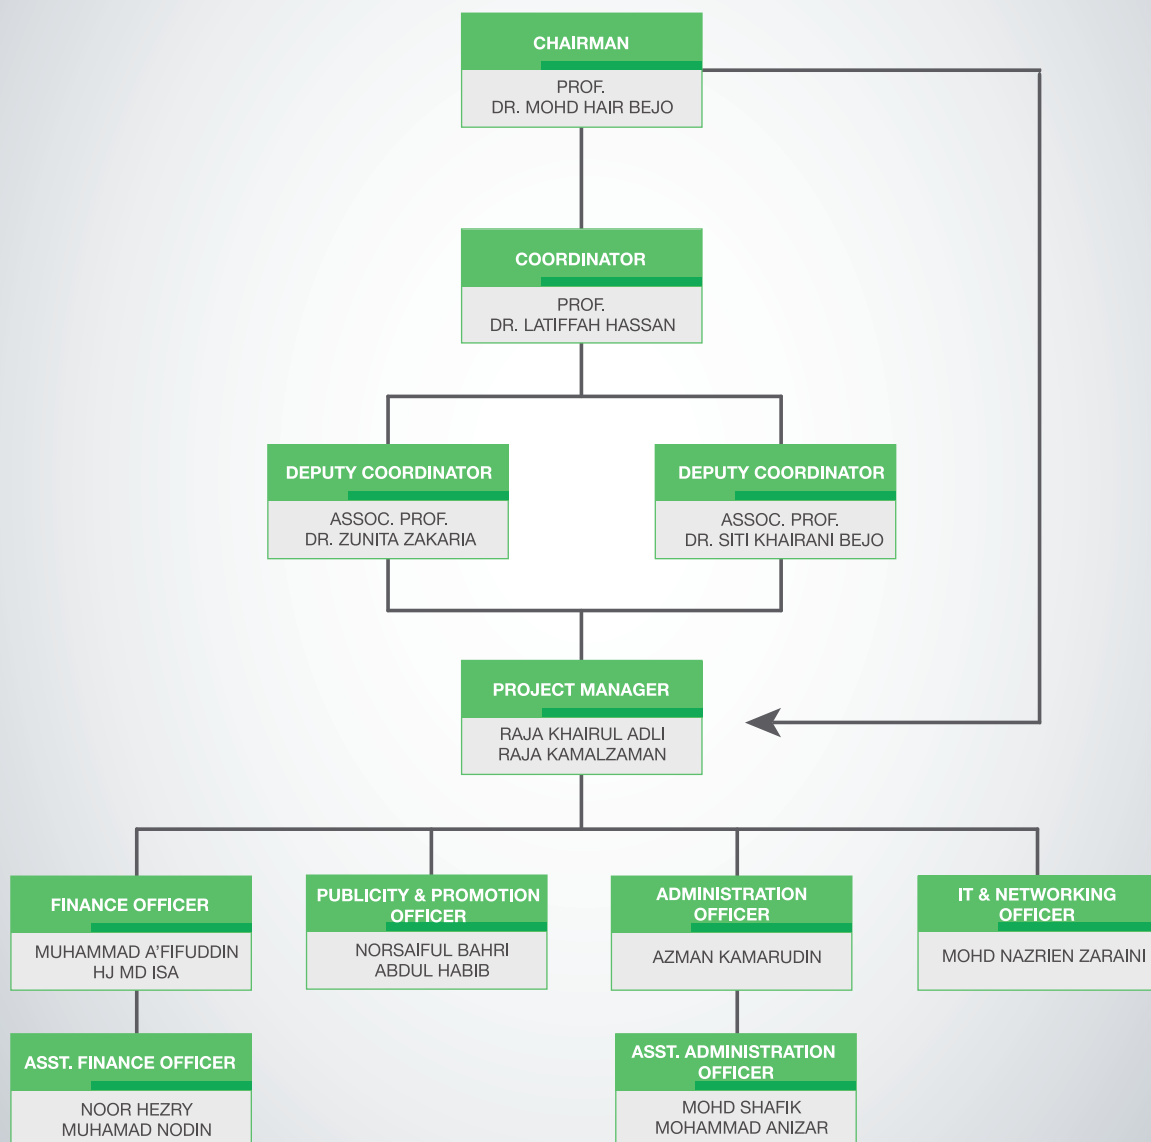 CHAIRMAN
PROF.
DR. MOHD HAIR BEJO
COORDINATOR
PROF.
DR. LATIFFAH HASSAN
DEPUTY COORDINATOR
ASSOC. PROF.
DR. ZUNITA ZAKARIA
DEPUTY COORDINATOR
ASSOC. PROF.
DR. SITI KHAIRANI BEJO
PROJECT MANAGER
RAJA KHAIRUL ADLI
RAJA KAMALZAMAN
FINANCE OFFICER
MUHAMMAD A'FIFUDDIN
HJ MD ISA
PUBLICITY & PROMOTION
OFFICER
NORSAIFUL BAHRI
ABDUL HABIB
ADMINISTRATION
OFFICER
AZMAN KAMARUDIN
IT & NETWORKING
OFFICER
MOHD NAZRIEN ZARAINI
ASST. FINANCE OFFICER
NOOR HEZRY
MUHAMAD NODIN
ASST. ADMINISTRATION
OFFICER
MOHD SHAFIK
MOHAMMAD ANIZAR